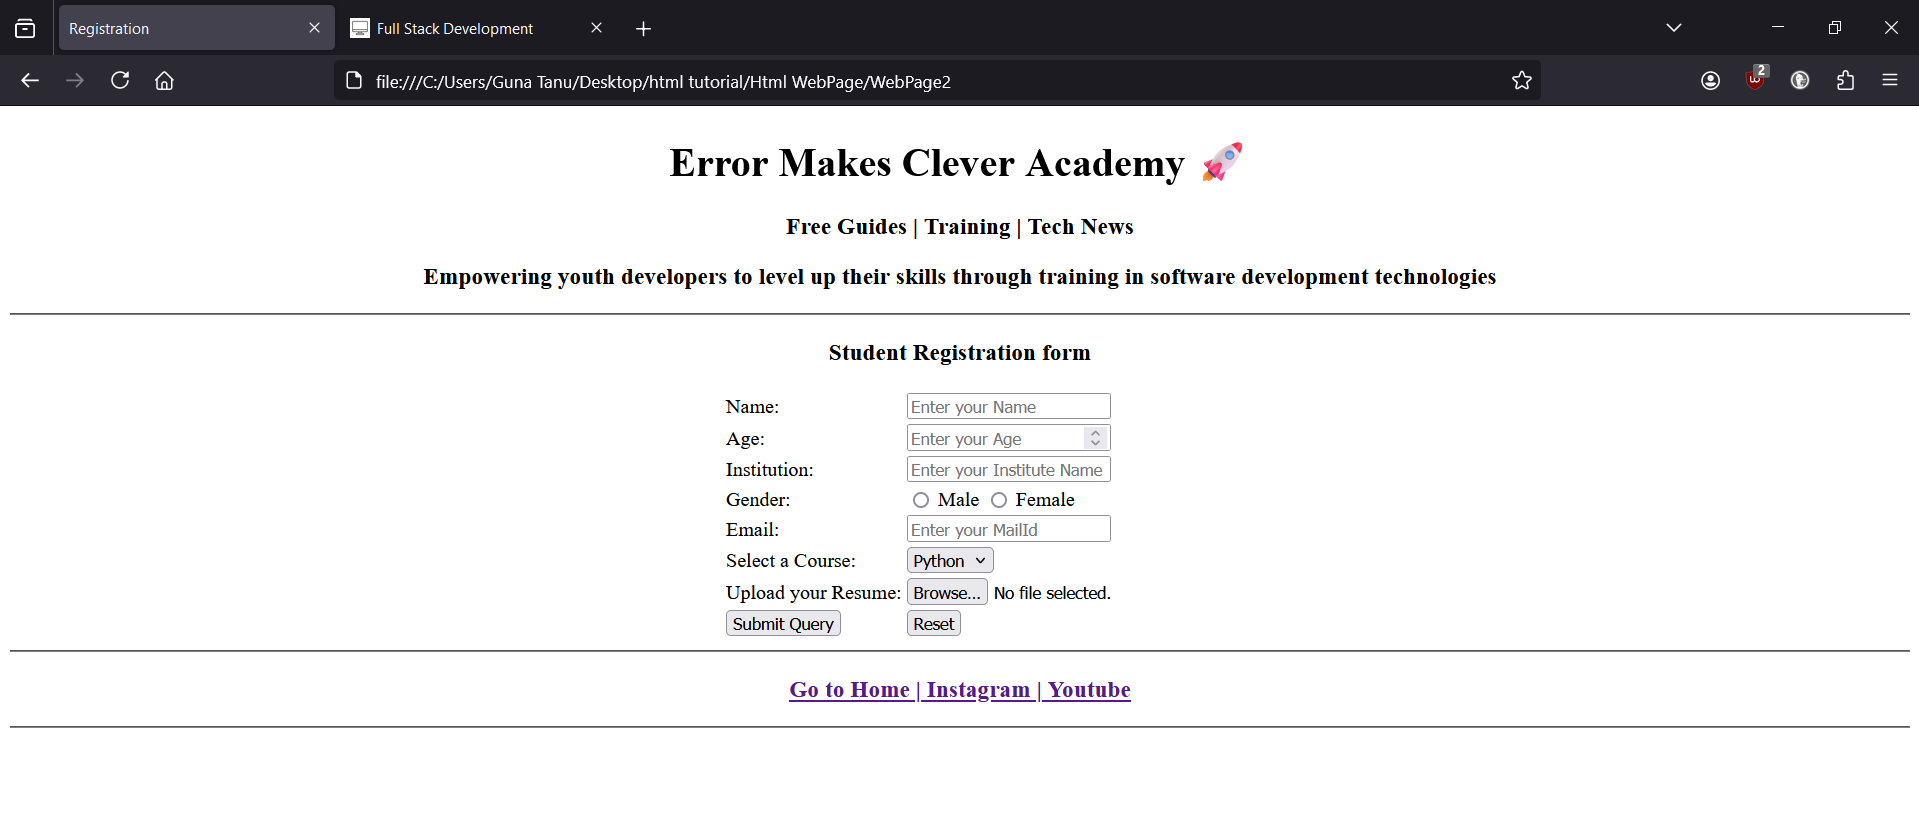 Registration
Full Stack Development
file:///C:/Users/Guna Tanu/Desktop/html tutorial/Html WebPage/WebPage2
2
Error Makes Clever Academy 🚀
Free Guides | Training | Tech News
Empowering youth developers to level up their skills through training in software development technologies
Student Registration form
Name: Enter your Name
Age: Enter your Age
Institution: Enter your Institute Name
Gender: Male Female
Email: Enter your MailId
Select a Course: Python
Upload your Resume: Browse... No file selected.
Submit Query Reset
Go to Home | Instagram | Youtube